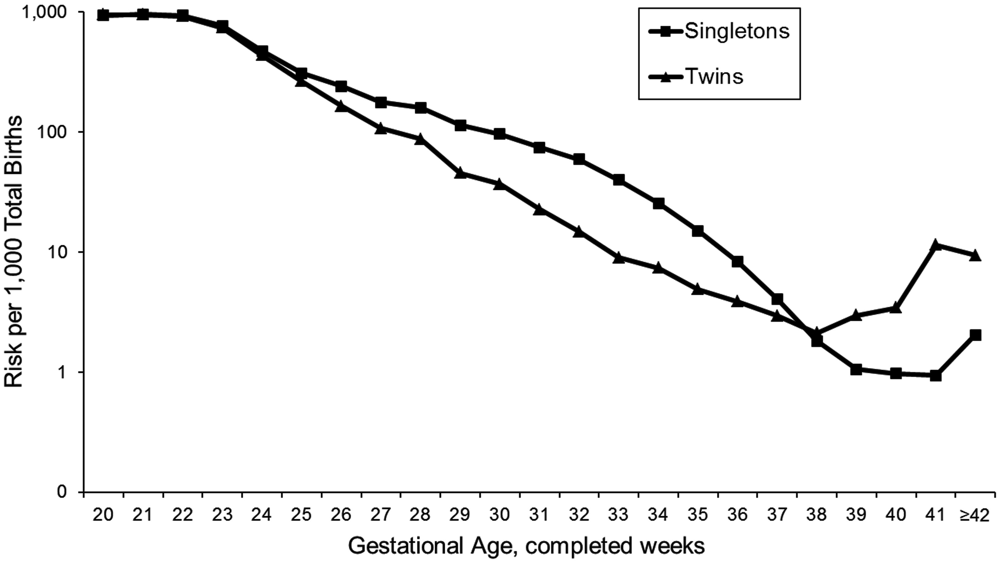 Singletons
Twins
Risk per 1,000 Total Births
1,000
100
10
1
0
20 21 22 23 24 25 26 27 28 29 30 31 32 33 34 35 36 37 38 39 40 41 ≥42
Gestational Age, completed weeks